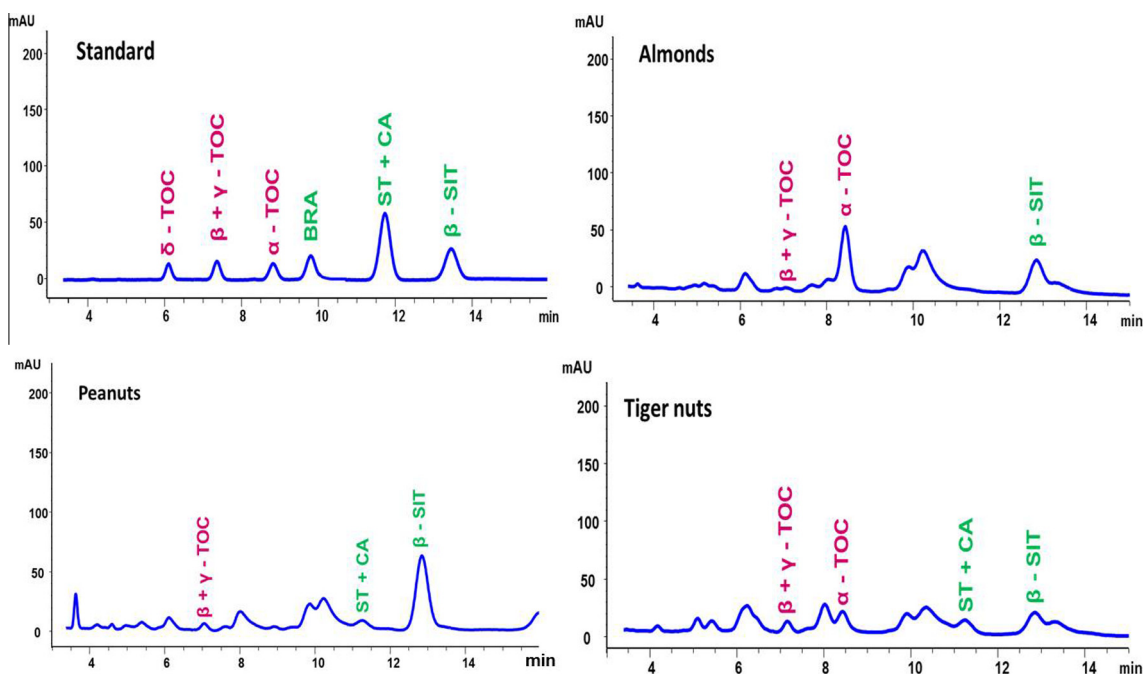 mAU
Standard
200
150
100
50
0
δ - TOC
β + γ - TOC
α - TOC
BRA
ST + CA
β - SIT
4
6
8
10
12
14
min
mAU
Almonds
200
150
100
50
0
β + γ - TOC
α - TOC
β - SIT
4
6
8
10
12
14
min
mAU
Peanuts
200
150
100
50
0
β + γ - TOC
ST + CA
β - SIT
4
6
8
10
12
14
min
mAU
Tiger nuts
200
150
100
50
0
β + γ - TOC
α - TOC
ST + CA
β - SIT
4
6
8
10
12
14
min